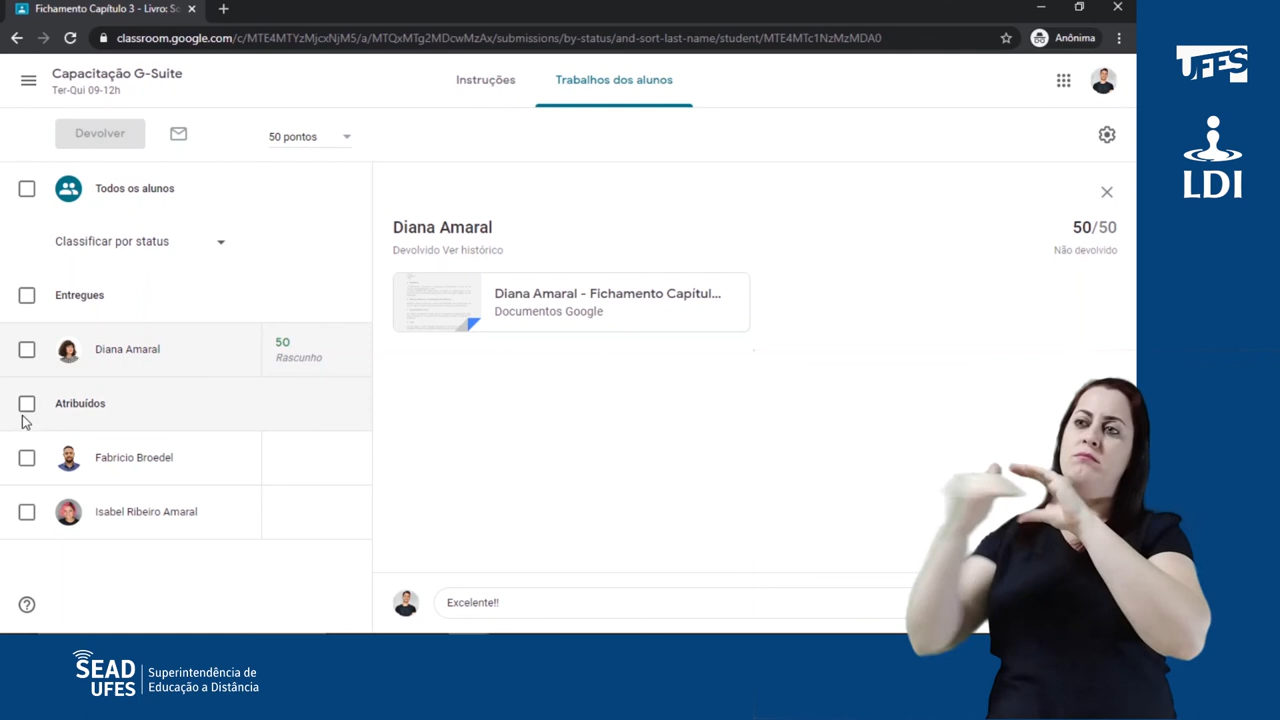 Fichamento Capítulo 3 - Livro: So
classroom.google.com/c/MTE4MTYzMjcxNjM5/a/MTQxMTg2MDcwMzAx/submissions/by-status/and-sort-last-name/student/MTE4MTc1NzMzMDA0
Anônima
Capacitação G-Suite
Ter-Qui 09-12h
Instruções
Trabalhos dos alunos
Devolver
50 pontos
Todos os alunos
Classificar por status
Entregues
Diana Amaral
50
Rascunho
Atribuídos
Fabricio Broedel
Isabel Ribeiro Amaral
Diana Amaral
50/50
Devolvido Ver histórico
Não devolvido
Diana Amaral - Fichamento Capítul...
Documentos Google
Excelente!!
UFES
LDI
SEAD
UFES
Superintendência de
Educação a Distância